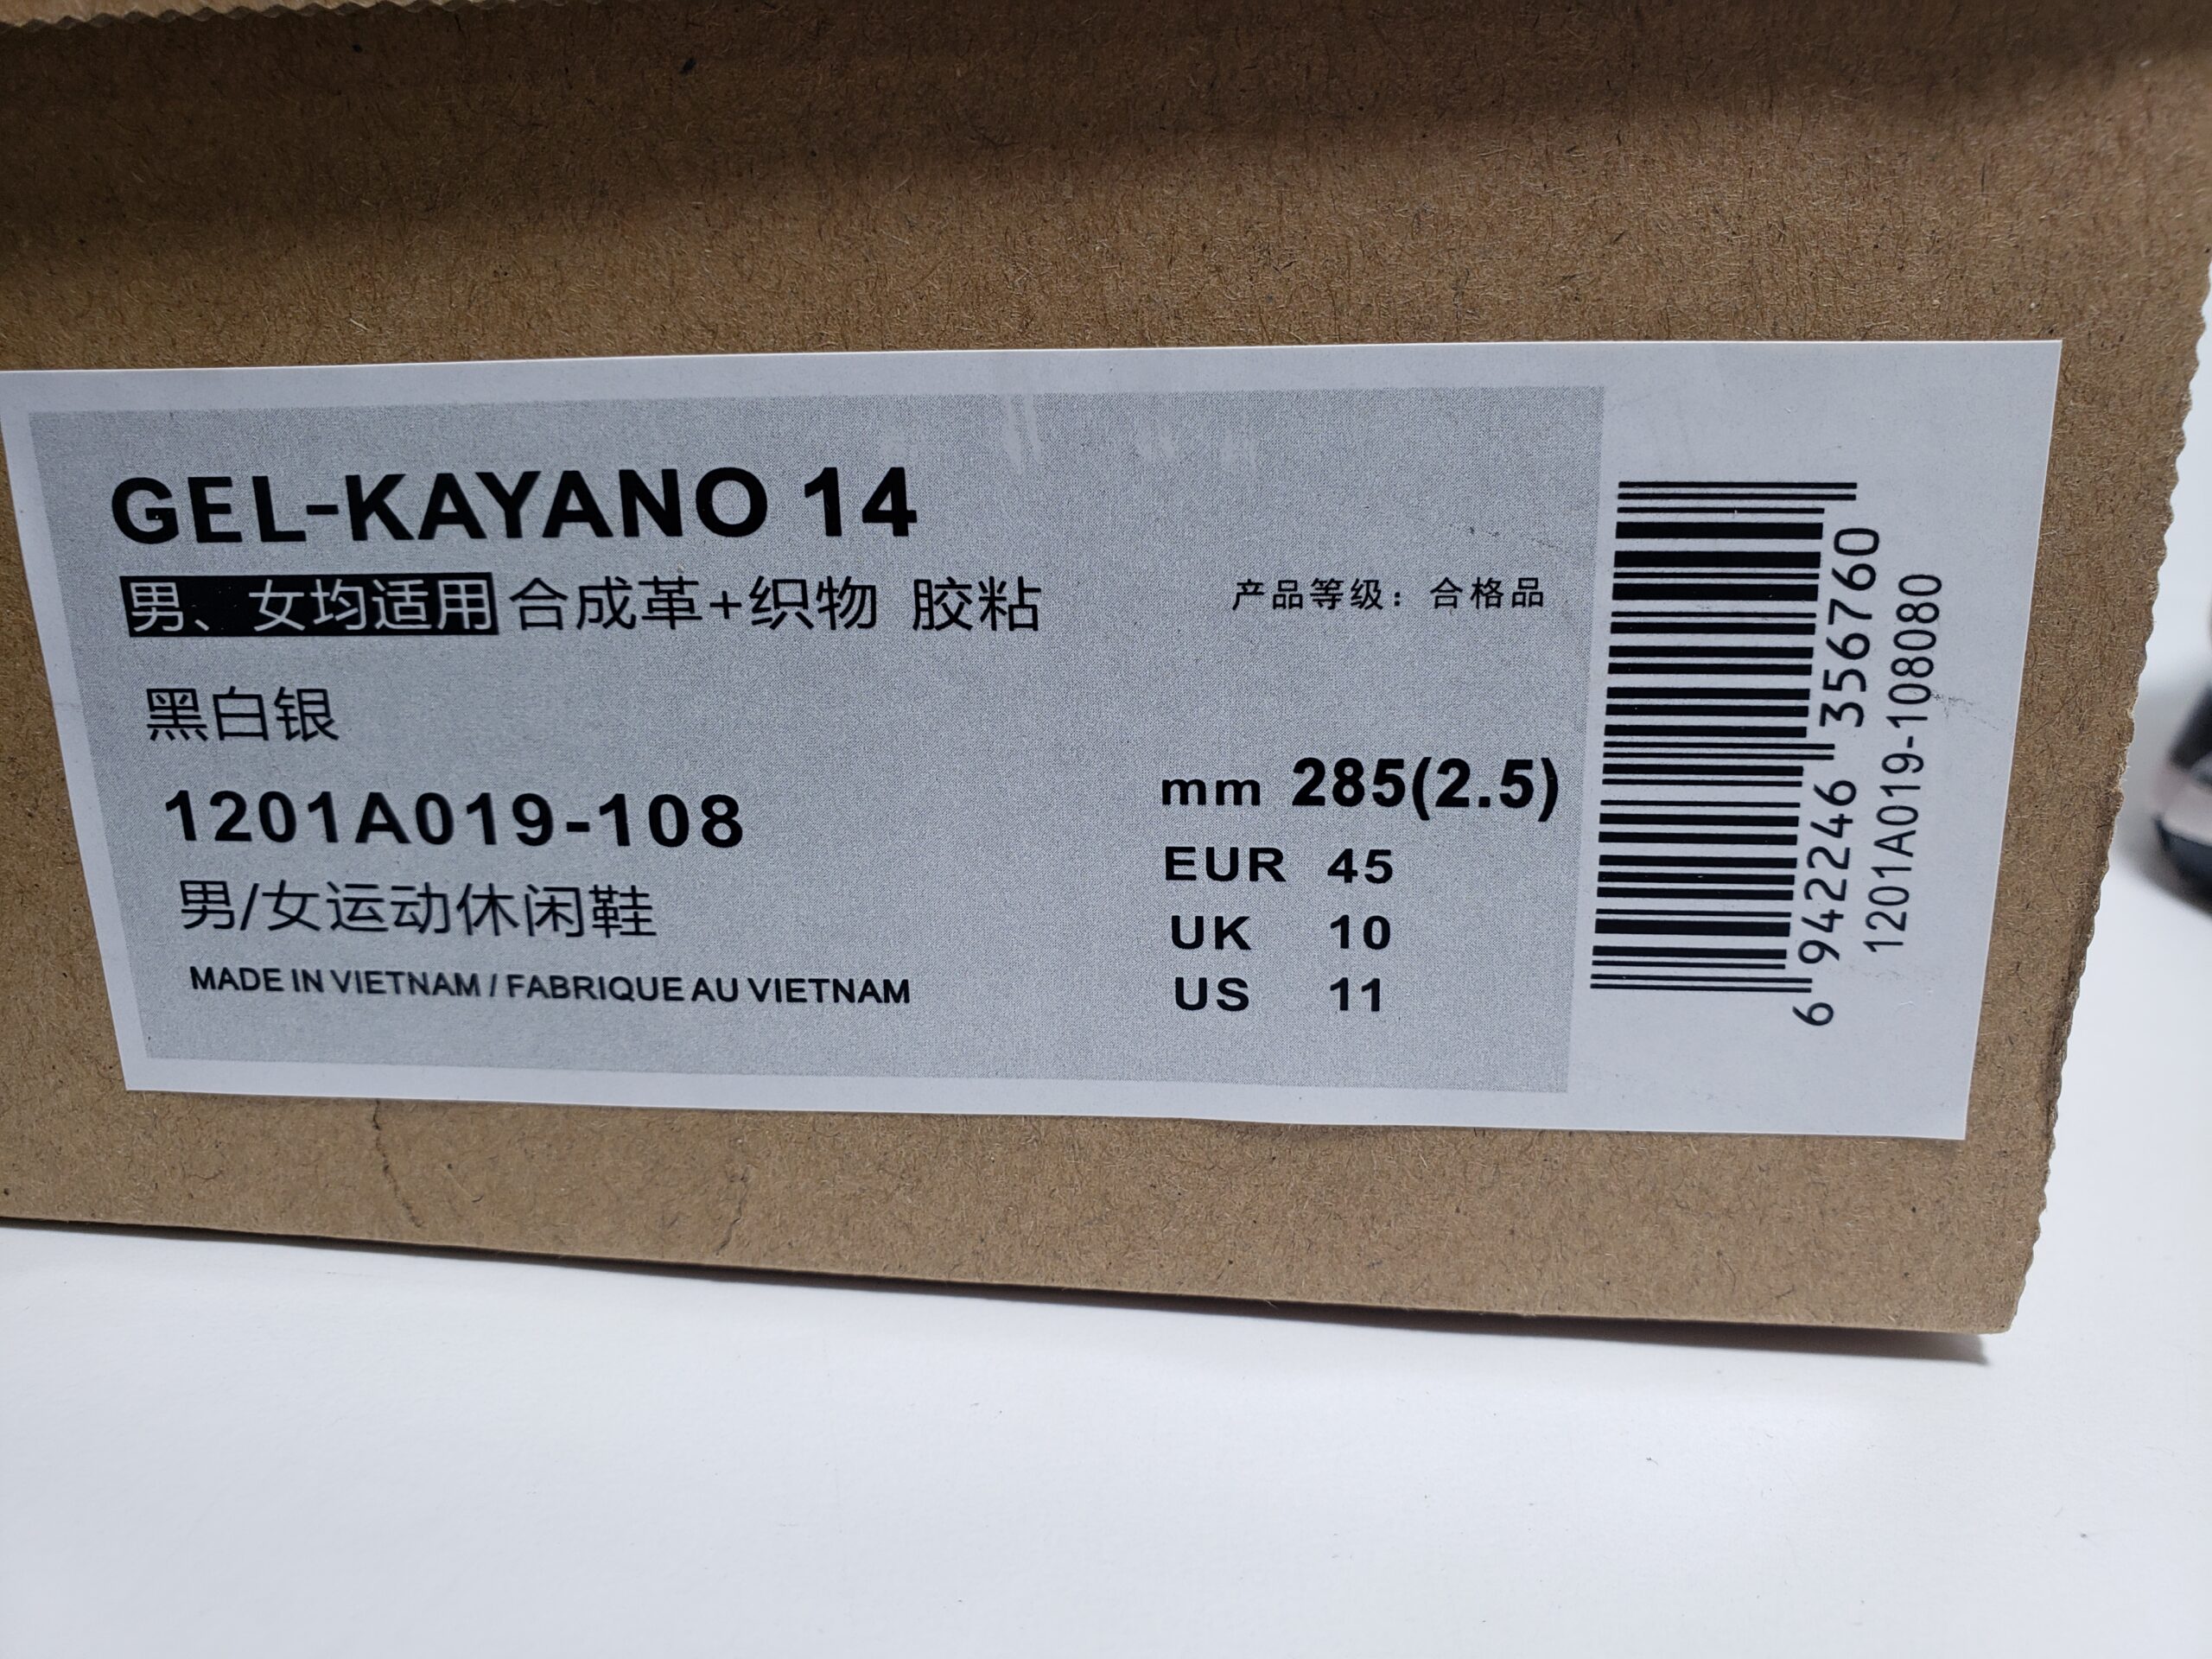 GEL-KAYANO 14
男、女均适用 合成革+织物 胶粘
产品等级：合格品
黑白银
1201A019-108
男/女运动休闲鞋
MADE IN VIETNAM / FABRIQUE AU VIETNAM
mm 285(2.5)
EUR 45
UK 10
US 11
6 942246 356760
1201A019-108080